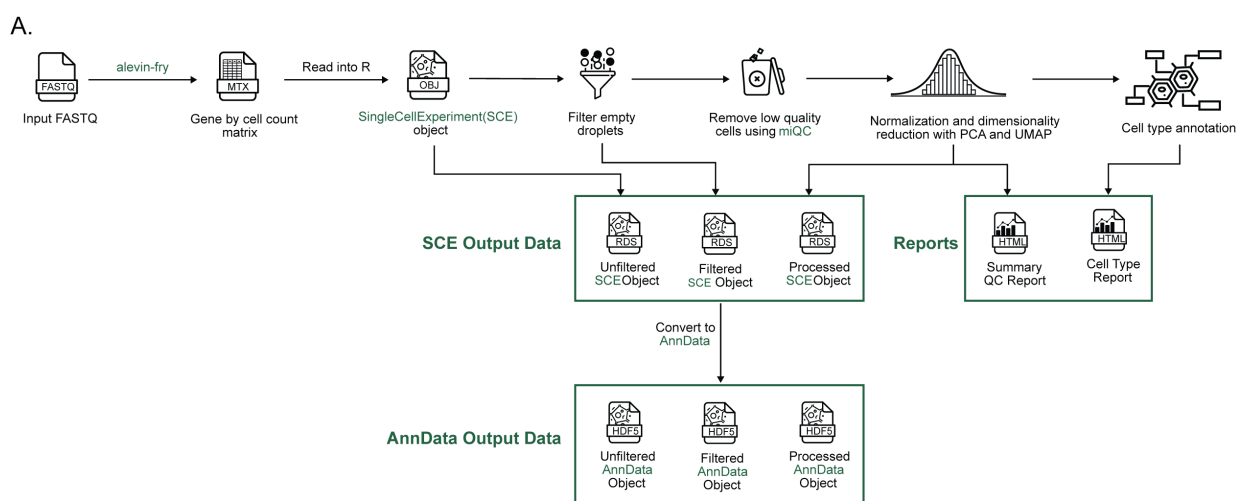 A.
FASTQ
alevin-fry
MTX
Read into R
OBJ
Input FASTQ
Gene by cell count
matrix
SingleCellExperiment(SCE)
object
Filter empty
droplets
Remove low quality
cells using miQC
Normalization and dimensionality
reduction with PCA and UMAP
Cell type annotation
SCE Output Data
RDS
Unfiltered
SCEObject
RDS
Filtered
SCE Object
RDS
Processed
SCEObject
Reports
HTML
Summary
QC Report
HTML
Cell Type
Report
Convert to
AnnData
AnnData Output Data
HDF5
Unfiltered
AnnData
Object
HDF5
Filtered
AnnData
Object
HDF5
Processed
AnnData
Object